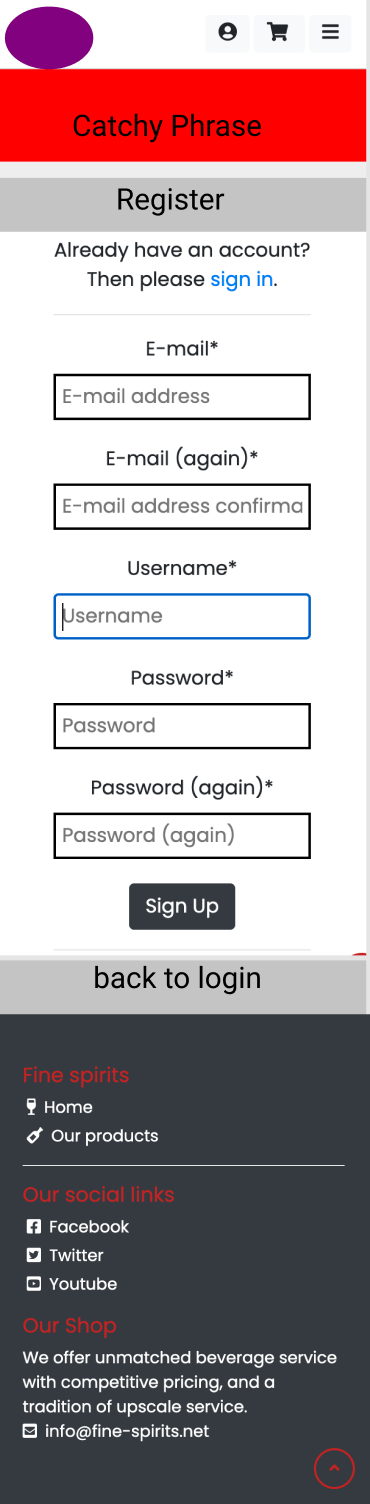 Catchy Phrase
Register
Already have an account?
Then please sign in.
E-mail*
E-mail address
E-mail (again)*
E-mail address confirma
Username*
Username
Password*
Password
Password (again)*
Password (again)
Sign Up
back to login
Fine spirits
Home
Our products
Our social links
Facebook
Twitter
Youtube
Our Shop
We offer unmatched beverage service
with competitive pricing, and a
tradition of upscale service.
info@fine-spirits.net